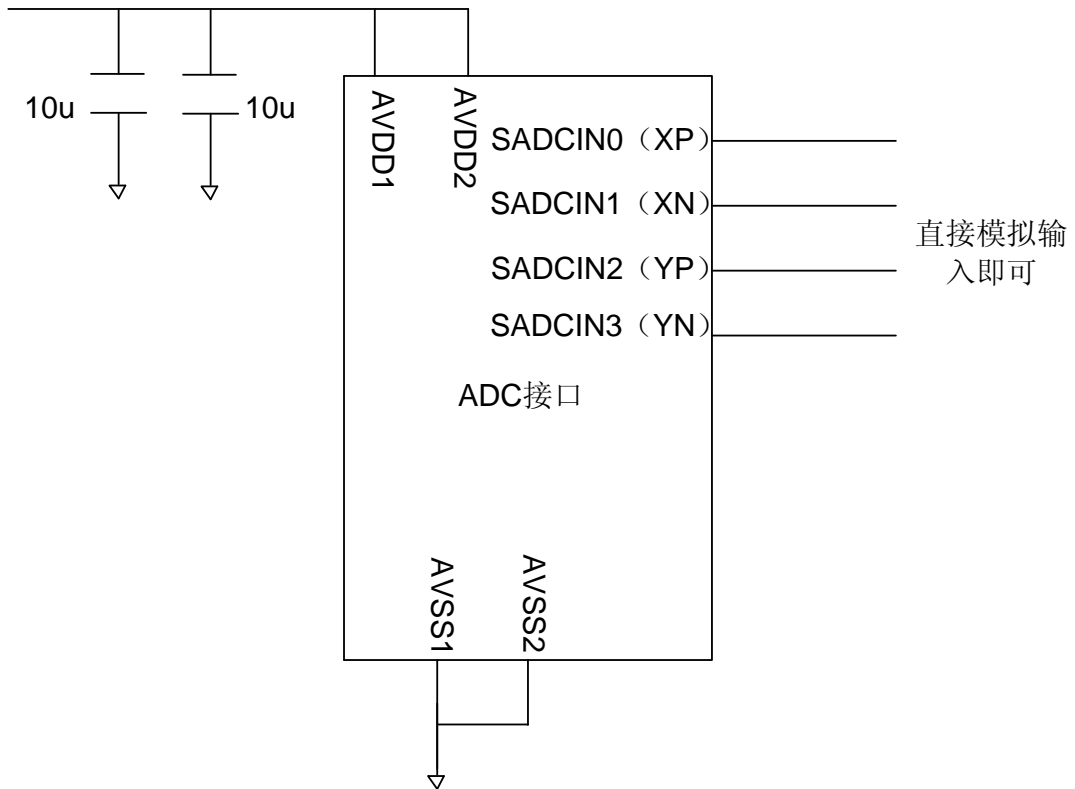 10u
10u
AVDD1
AVDD2
SADCIN0（XP）
SADCIN1（XN）
SADCIN2（YP）
SADCIN3（YN）
直接模拟输
入即可
ADC接口
AVSS1
AVSS2